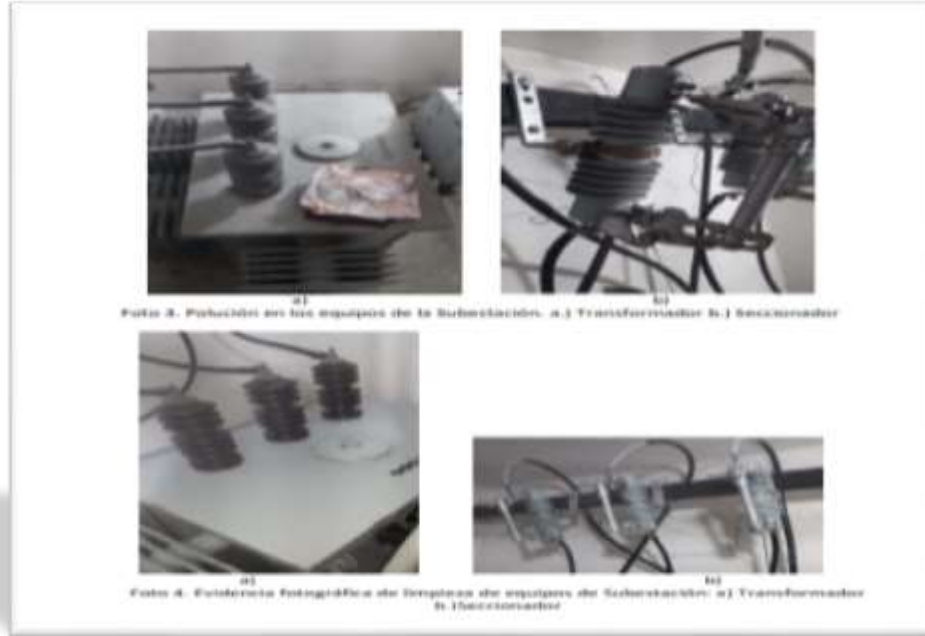 a) b)
Foto 3. Polución en los equipos de la Subestación. a.) Transformador b.) Seccionador
a) b)
Foto 4. Evidencia fotográfica de limpieza de equipos de Subestación: a) Transformador
b.)Seccionador